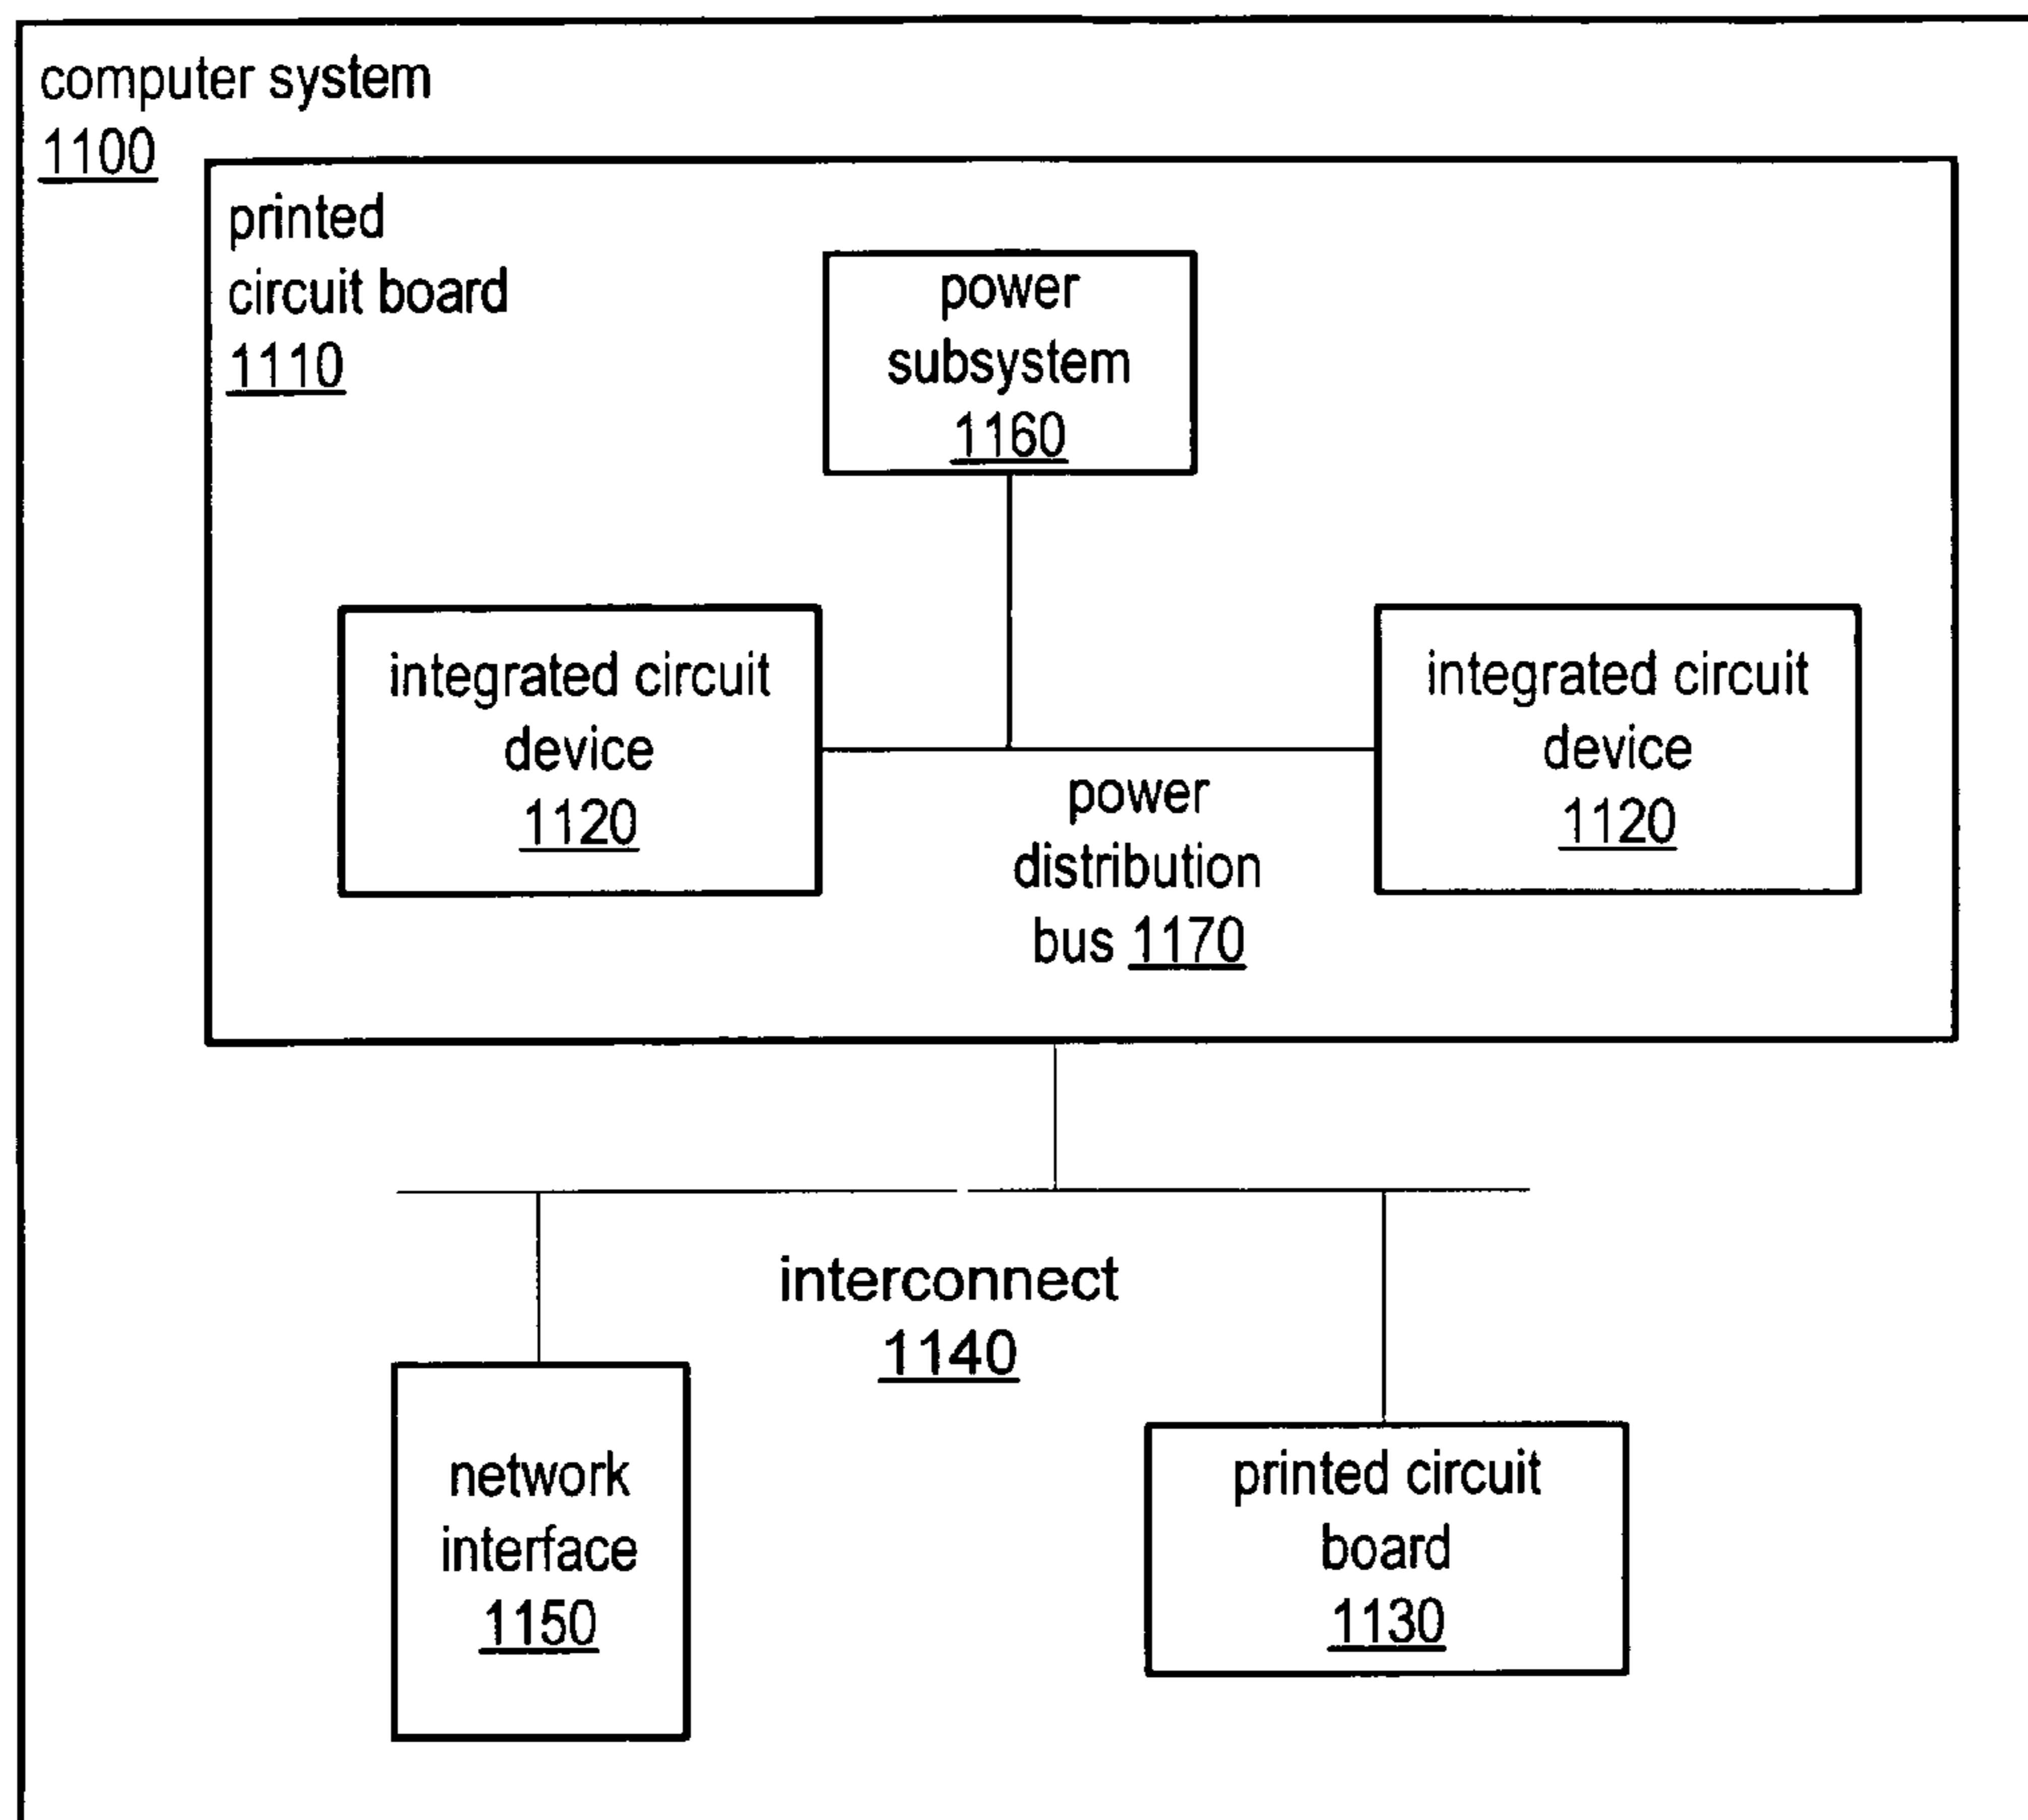 computer system
1100
printed
circuit board
1110
power
subsystem
1160
integrated circuit
device
1120
integrated circuit
device
1120
power
distribution
bus 1170
interconnect
1140
network
interface
1150
printed circuit
board
1130